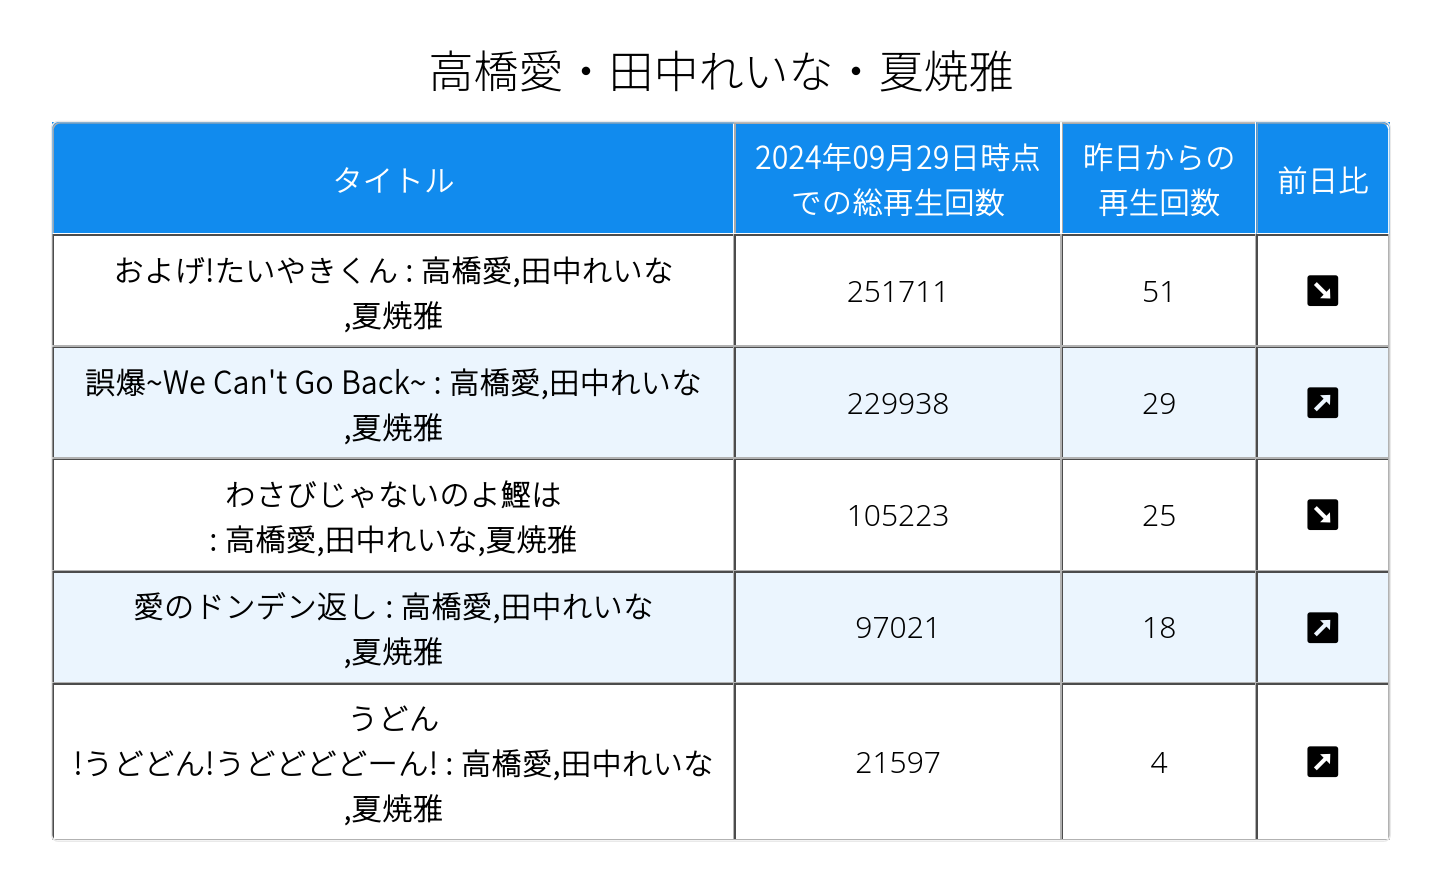 高橋愛・田中れいな・夏焼雅
タイトル
2024年09月29日時点
での総再生回数
昨日からの
再生回数
前日比
およげ!たいやきくん : 高橋愛,田中れいな
,夏焼雅
251711
51
誤爆~We Can't Go Back~ : 高橋愛,田中れいな
,夏焼雅
229938
29
わさびじゃないのよ鰹は
: 高橋愛,田中れいな,夏焼雅
105223
25
愛のドンデン返し : 高橋愛,田中れいな
,夏焼雅
97021
18
うどん
!うどどん!うどどどどーん! : 高橋愛,田中れいな
,夏焼雅
21597
4